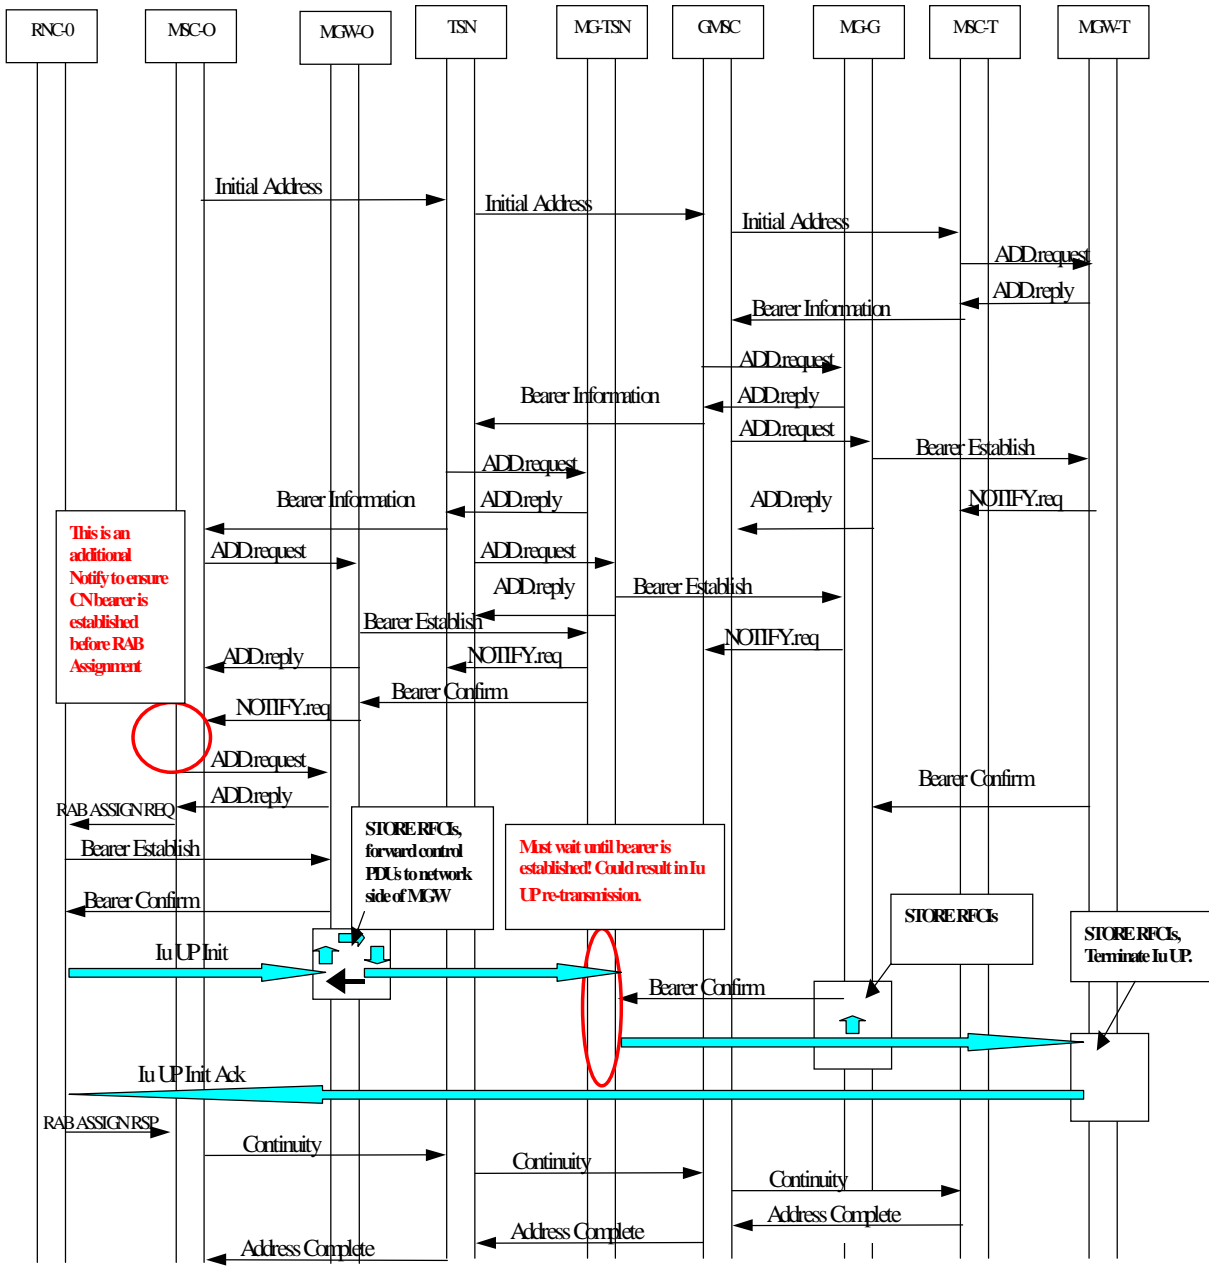 RNC-0 MSC-O MGW-O TSN MG-TSN GMSC MG-G MSC-T MGW-T
Initial Address
Initial Address
Initial Address
ADD.request
ADD.reply
Bearer Information
ADD.request
Bearer Information
ADD.reply
ADD.request
Bearer Establish
ADD.request
Bearer Information
ADD.reply
ADD.reply
NOTIFY.req
This is an
additional
Notify to ensure
CN bearer is
established
before RAB
Assignment
ADD.request
ADD.request
ADD.reply
Bearer Establish
Bearer Establish
NOTIFY.req
ADD.reply
NOTIFY.req
Bearer Confirm
NOTIFY.req
ADD.request
Bearer Confirm
ADD.reply
RAB ASSIGN REQ
STORE RFCIs,
forward control
PDUs to network
side of MGW
Must wait until bearer is
established! Could result in Iu
UP re-transmission.
Bearer Establish
Bearer Confirm
STORE RFCIs
STORE RFCIs,
Terminate Iu UP.
Iu UP Init
Bearer Confirm
Iu UP Init Ack
RAB ASSIGN RSP
Continuity
Continuity
Continuity
Address Complete
Address Complete
Address Complete